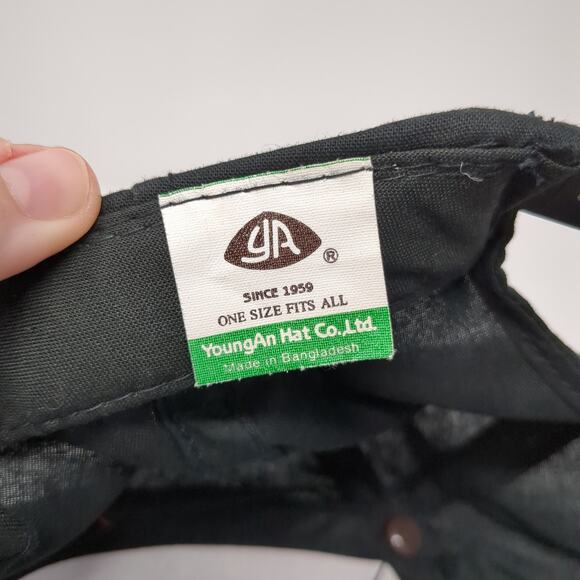 YA
®
SINCE 1959
ONE SIZE FITS ALL
YoungAn Hat Co.,Ltd.
Made in Bangladesh